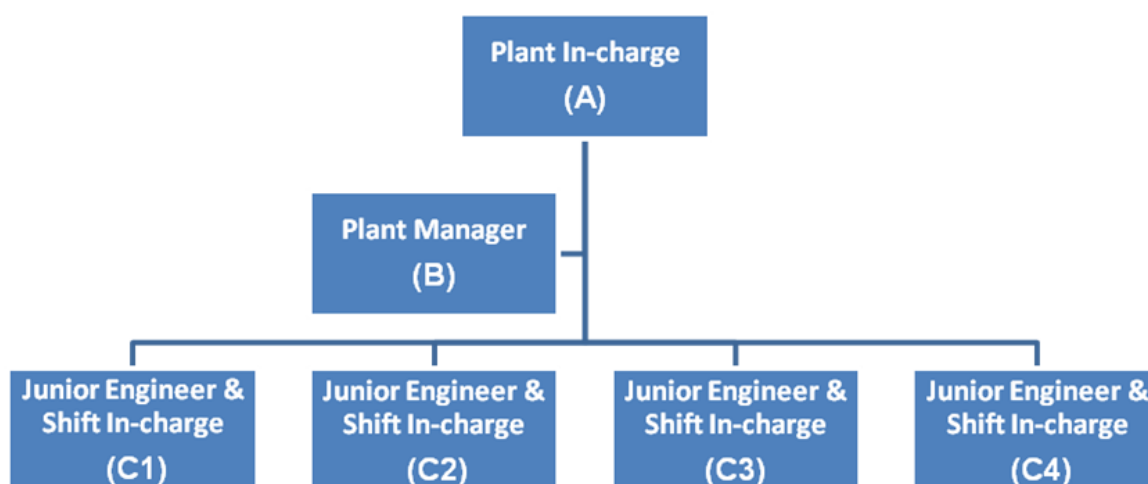 Plant In-charge
(A)
Plant Manager
(B)
Junior Engineer &
Shift In-charge
(C1)
Junior Engineer &
Shift In-charge
(C2)
Junior Engineer &
Shift In-charge
(C3)
Junior Engineer &
Shift In-charge
(C4)